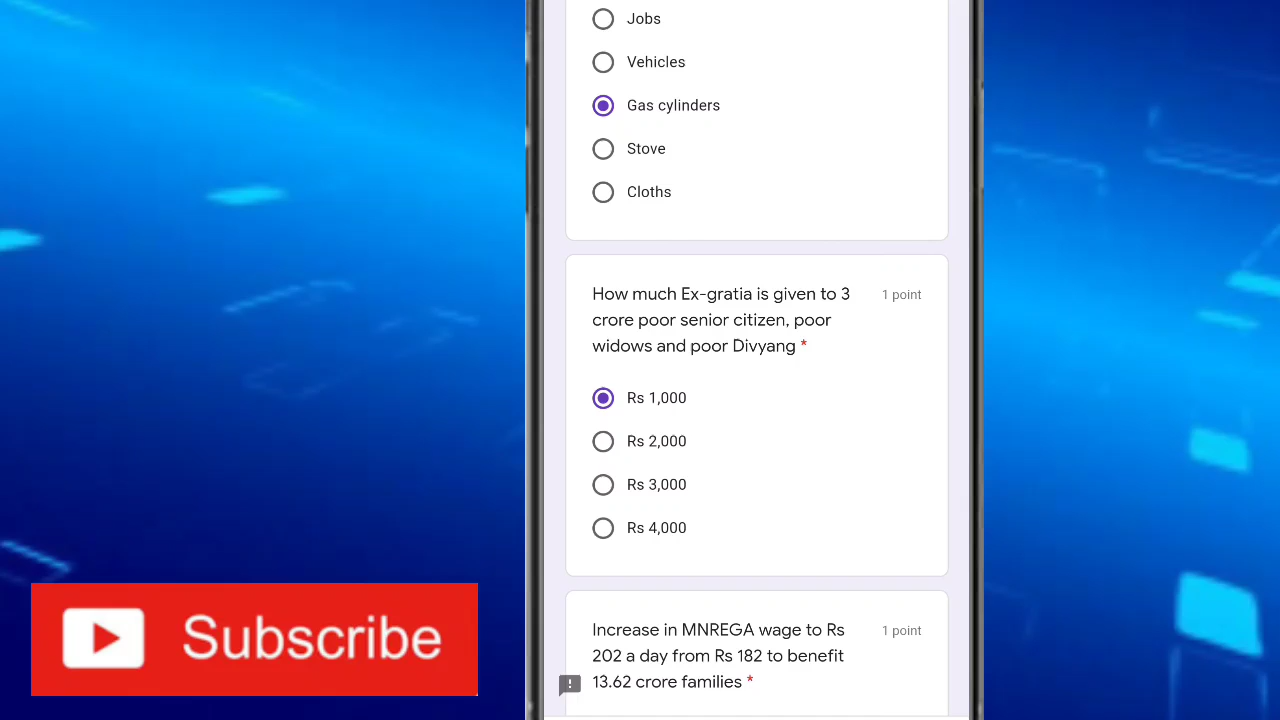 Jobs
Vehicles
Gas cylinders
Stove
Cloths
How much Ex-gratia is given to 3
crore poor senior citizen, poor
widows and poor Divyang *
1 point
Rs 1,000
Rs 2,000
Rs 3,000
Rs 4,000
Increase in MNREGA wage to Rs
202 a day from Rs 182 to benefit
13.62 crore families *
1 point
Subscribe